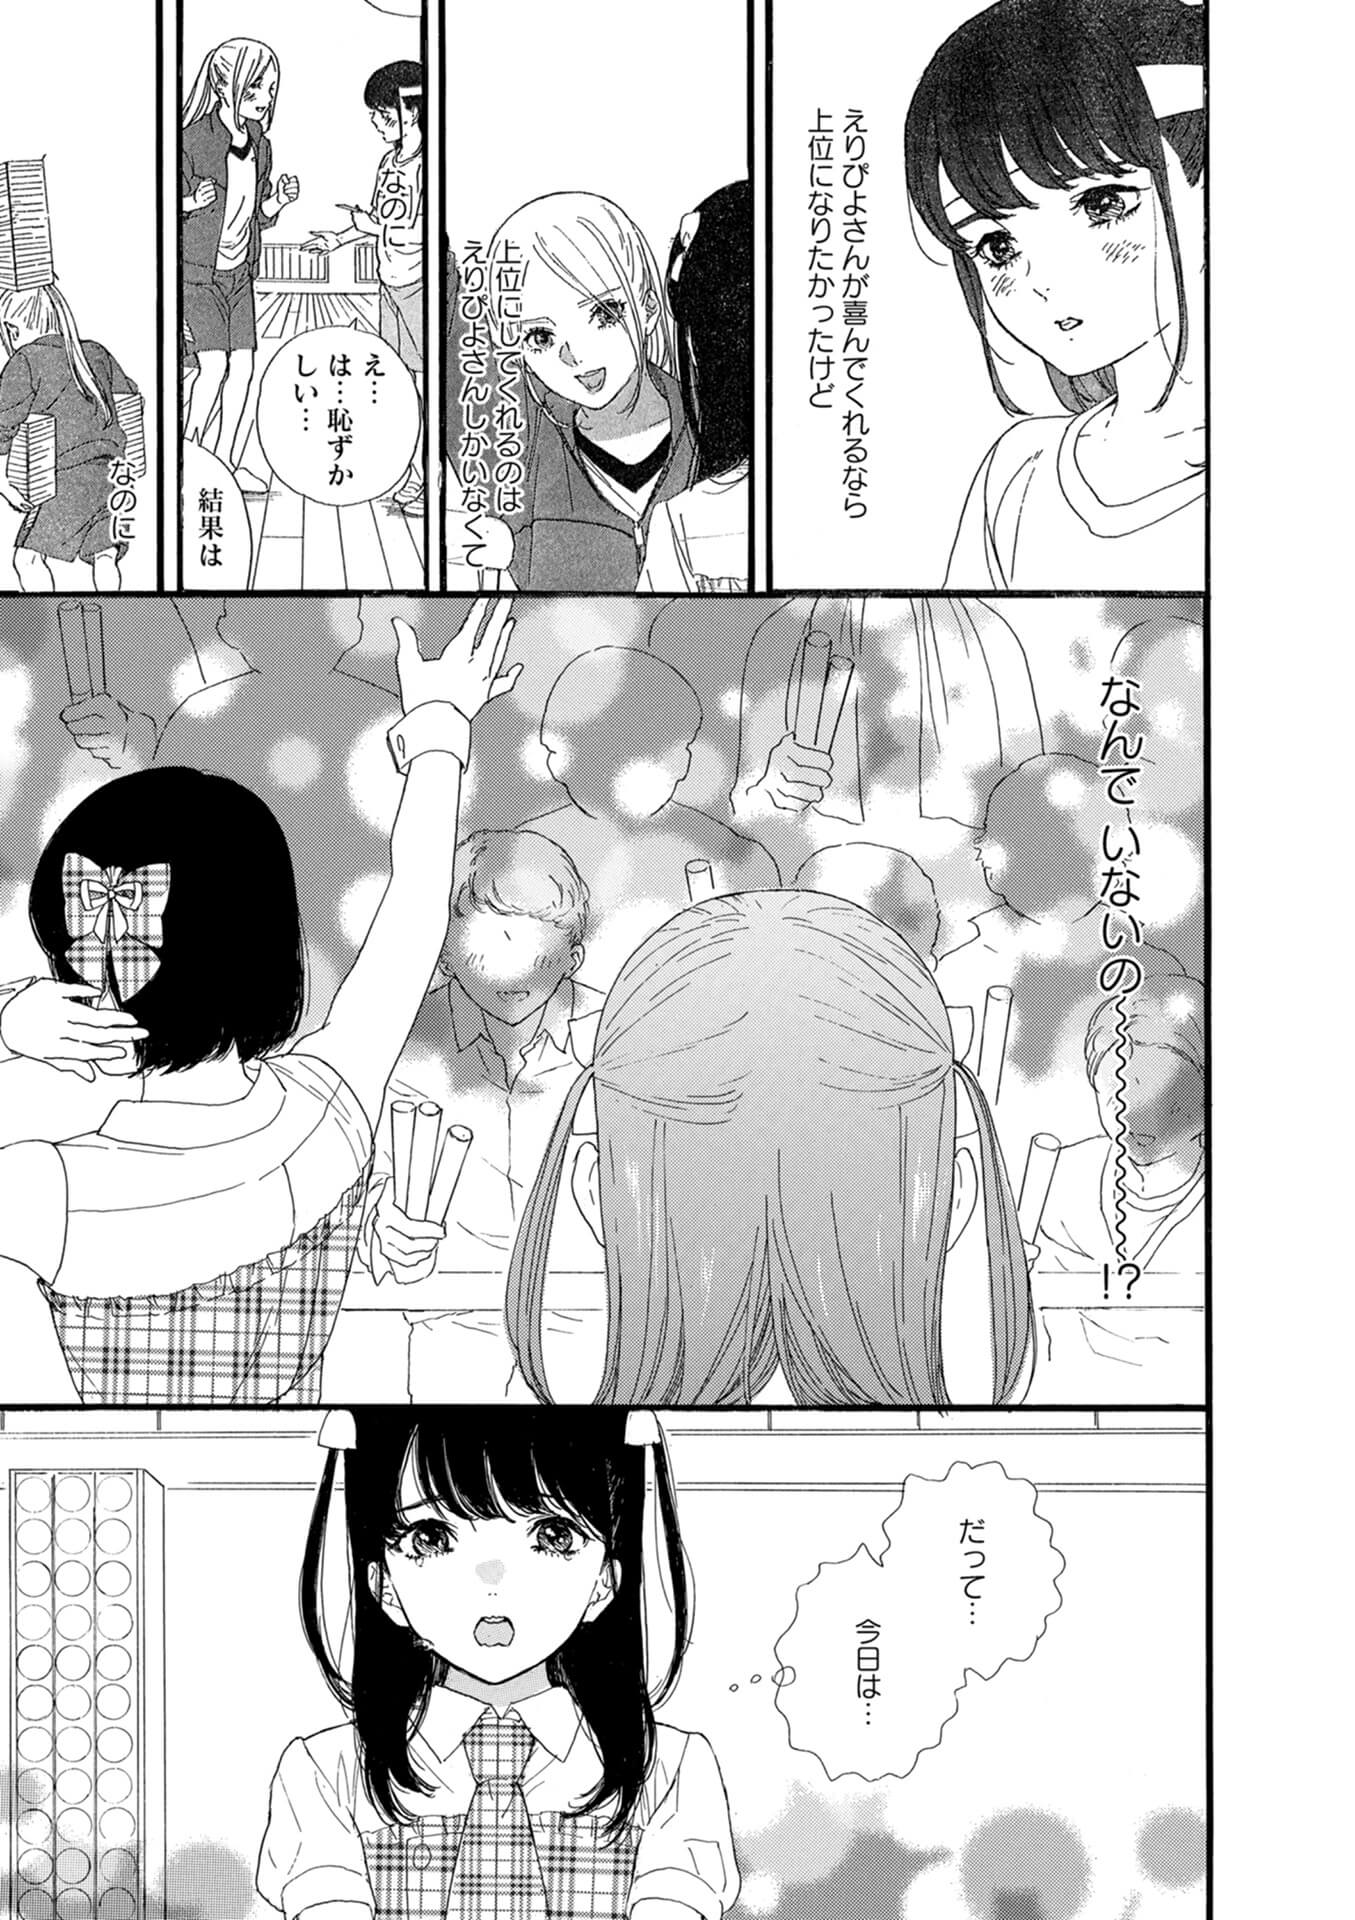 えりぴよさんが喜んでくれるなら
上位になりたかったけど
上位にしてくれるのは
えりぴよさんしかいなくて
なのに
え…
は…恥ずか
しい…
結果は
なのに
なんでいないの〜〜〜〜!?
だって…
今日は…